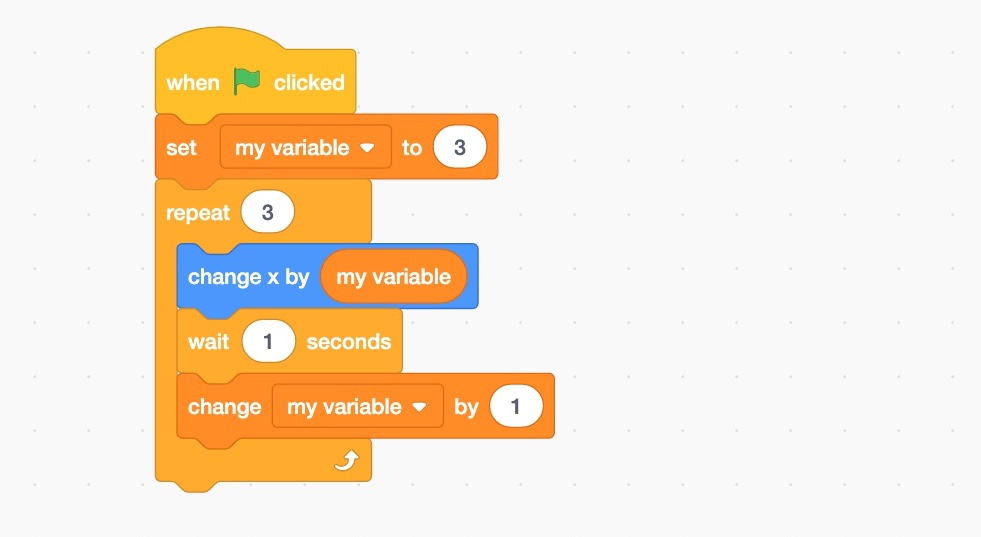 when clicked
set my variable to 3
repeat 3
change x by my variable
wait 1 seconds
change my variable by 1